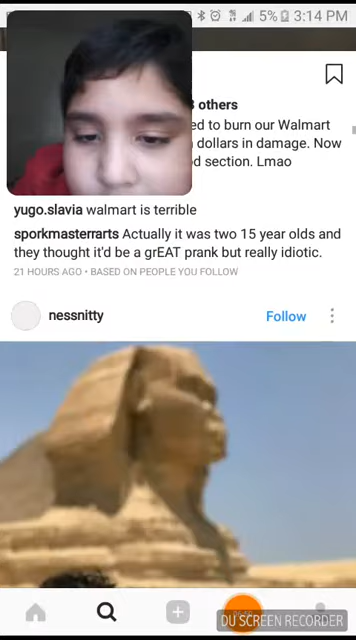 5% 3:14 PM
others
ed to burn our Walmart
dollars in damage. Now
d section. Lmao
yugo.slavia walmart is terrible
sporkmasterrarts Actually it was two 15 year olds and
they thought it'd be a grEAT prank but really idiotic.
21 HOURS AGO • BASED ON PEOPLE YOU FOLLOW
nessnitty Follow
DU SCREEN RECORDER